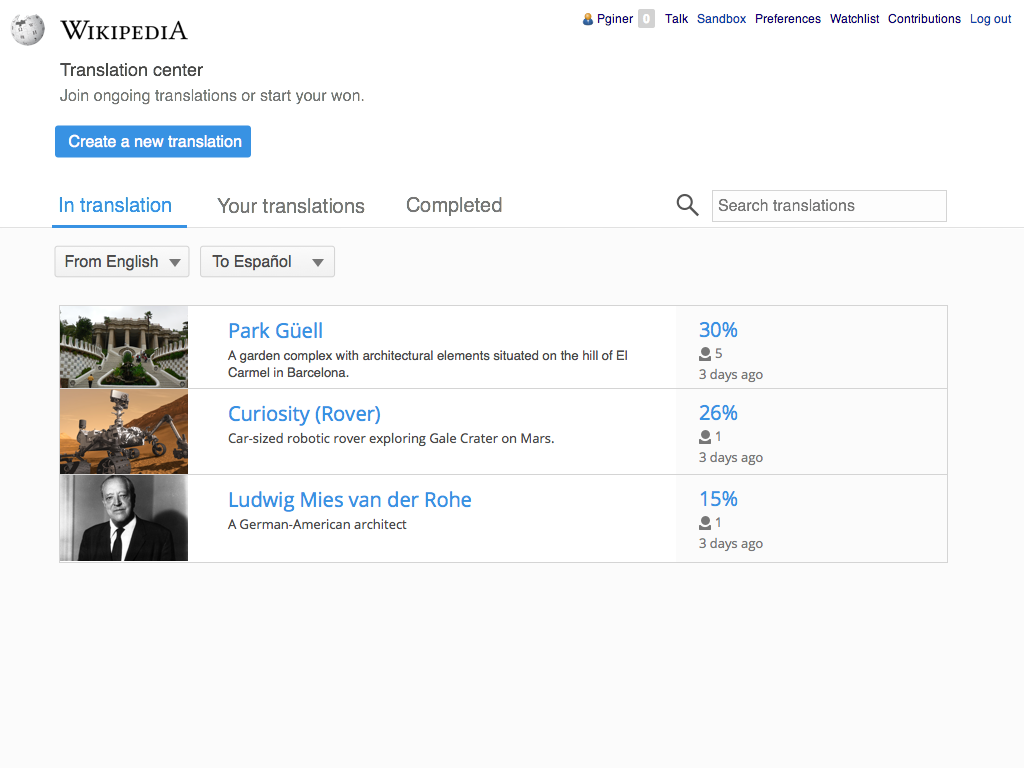 WIKIPEDIA
Pginer 0 Talk Sandbox Preferences Watchlist Contributions Log out
Translation center
Join ongoing translations or start your won.
Create a new translation
In translation Your translations Completed Search translations
From English To Español
Park Güell
A garden complex with architectural elements situated on the hill of El
Carmel in Barcelona.
30%
5
3 days ago
Curiosity (Rover)
Car-sized robotic rover exploring Gale Crater on Mars.
26%
1
3 days ago
Ludwig Mies van der Rohe
A German-American architect
15%
1
3 days ago